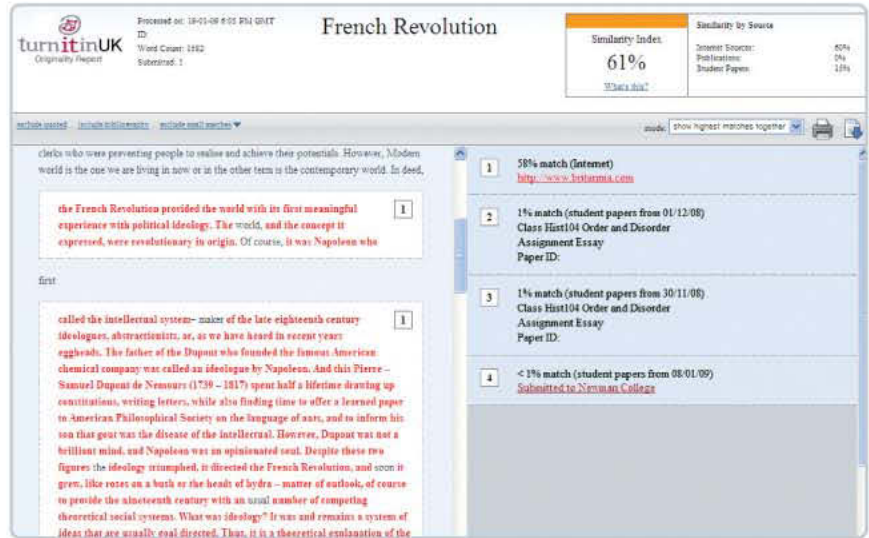 turnitinUK
Originality Report
Processed on: 18-01-09 6:05 PM GMT
ID:
Word Count: 1682
Submitted: 1
French Revolution
Similarity Index
61%
What's this?
Similarity by Source
Internet Sources: 60%
Publications: 0%
Student Papers: 15%
exclude quoted include bibliography exclude small matches
mode: show highest matches together
clerks who were preventing people to realise and achieve their potentials. However, Modern
world is the one we are living in now or in the other term is the contemporary world. In deed,
the French Revolution provided the world with its first meaningful
experience with political ideology. The world, and the concept it
expressed, were revolutionary in origin. Of course, it was Napoleon who
1
first
called the intellectual system– maker of the late eighteenth century
ideologues, abstractionists, or, as we have heard in recent years
eggheads. The father of the Dupont who founded the famous American
chemical company was called an ideologue by Napoleon. And this Pierre –
Samuel Dupont de Nemours (1739 – 1817) spent half a lifetime drawing up
constitutions, writing letters, while also finding time to offer a learned paper
to American Philosophical Society on the language of ants, and to inform his
son that gout was the disease of the intellectual. However, Dupont was not a
brilliant mind, and Napoleon was an opinionated soul. Despite these two
figures the ideology triumphed, it directed the French Revolution, and soon it
grew, like roses on a bush or the heads of hydra – matter of outlook, of course
to provide the nineteenth century with an usual number of competing
theoretical social systems. What was ideology? It was and remains a system of
ideas that are usually goal directed. Thus, it is a theoretical explanation of the
1
1
58% match (Internet)
http://www.britannia.com
2
1% match (student papers from 01/12/08)
Class Hist104 Order and Disorder
Assignment Essay
Paper ID:
3
1% match (student papers from 30/11/08)
Class Hist104 Order and Disorder
Assignment Essay
Paper ID:
4
< 1% match (student papers from 08/01/09)
Submitted to Newman College